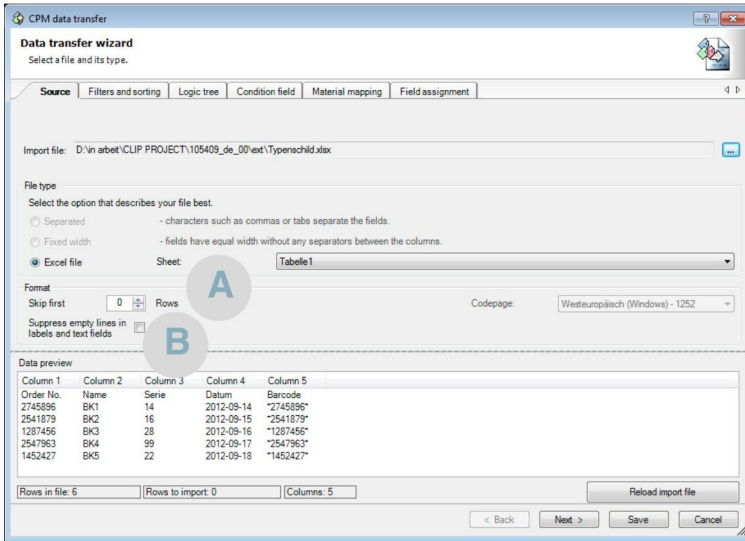 CPM data transfer
Data transfer wizard
Select a file and its type.
Source Filters and sorting Logic tree Condition field Material mapping Field assignment
Import file: D:\in arbeit\CLIP PROJECT\105409_de_00\ext\Typenschild.xlsx ...
File type
Select the option that describes your file best.
Separated - characters such as commas or tabs separate the fields.
Fixed width - fields have equal width without any separators between the columns.
Excel file Sheet: Tabelle1
Format
Skip first 0 Rows A Codepage: Westeuropäisch (Windows) - 1252
Suppress empty lines in
labels and text fields
B
Data preview
Column 1 Column 2 Column 3 Column 4 Column 5
Order No. Name Serie Datum Barcode
2745896 BK1 14 2012-09-14 *2745896*
2541879 BK2 16 2012-09-15 *2541879*
1287456 BK3 28 2012-09-16 *1287456*
2547963 BK4 99 2012-09-17 *2547963*
1452427 BK5 22 2012-09-18 *1452427*
Rows in file: 6 Rows to import: 0 Columns: 5 Reload import file
< Back Next > Save Cancel